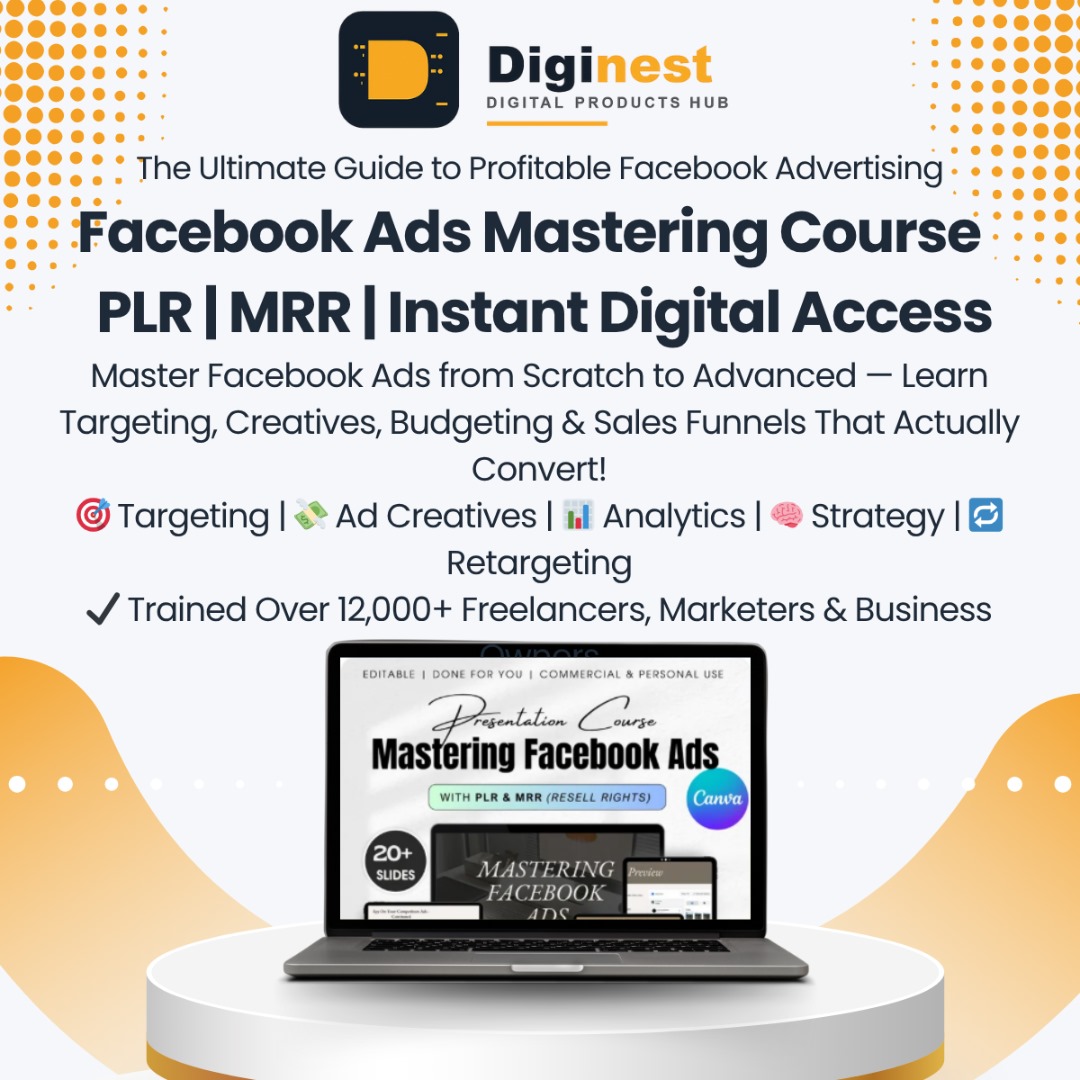 Diginest
DIGITAL PRODUCTS HUB
The Ultimate Guide to Profitable Facebook Advertising
Facebook Ads Mastering Course
PLR | MRR | Instant Digital Access
Master Facebook Ads from Scratch to Advanced — Learn
Targeting, Creatives, Budgeting & Sales Funnels That Actually
Convert!
🎯 Targeting | 💸 Ad Creatives | 📊 Analytics | 🧠 Strategy | 🔁
Retargeting
✔ Trained Over 12,000+ Freelancers, Marketers & Business
Owners
EDITABLE | DONE FOR YOU | COMMERCIAL & PERSONAL USE
Presentation Course
Mastering Facebook Ads
WITH PLR & MRR (RESELL RIGHTS)
Canva
20+
SLIDES
MASTERING
FACEBOOK
ADS
Preview